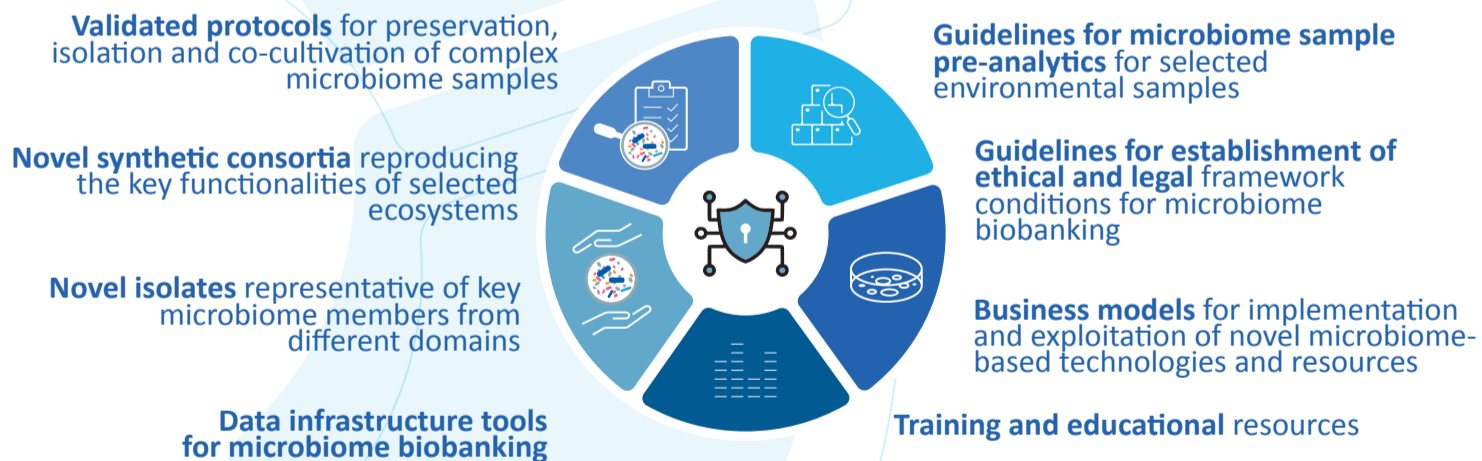 Validated protocols for preservation,
isolation and co-cultivation of complex
microbiome samples
Novel synthetic consortia reproducing
the key functionalities of selected
ecosystems
Novel isolates representative of key
microbiome members from
different domains
Data infrastructure tools
for microbiome biobanking
Guidelines for microbiome sample
pre-analytics for selected
environmental samples
Guidelines for establishment of
ethical and legal framework
conditions for microbiome
biobanking
Business models for implementation
and exploitation of novel microbiome-
based technologies and resources
Training and educational resources